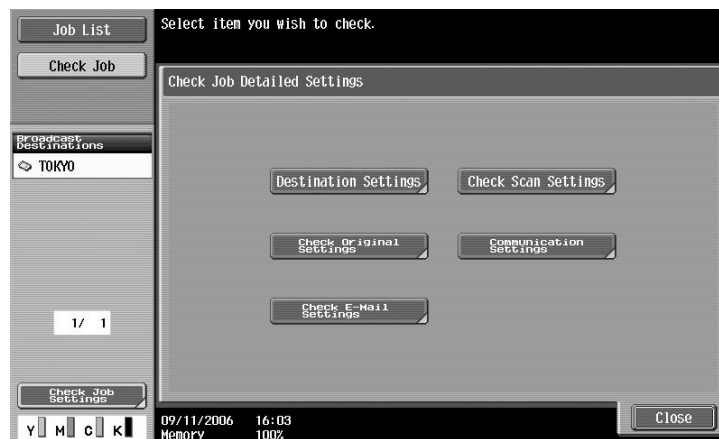 Job List
Select item you wish to check.
Check Job
Check Job Detailed Settings
Broadcast
Destinations
TOKYO
Destination Settings
Check Scan Settings
Check Original
Settings
Communication
Settings
Check E-Mail
Settings
1/ 1
Check Job
Settings
Close
Y M C K
09/11/2006 16:03
Memory 100%